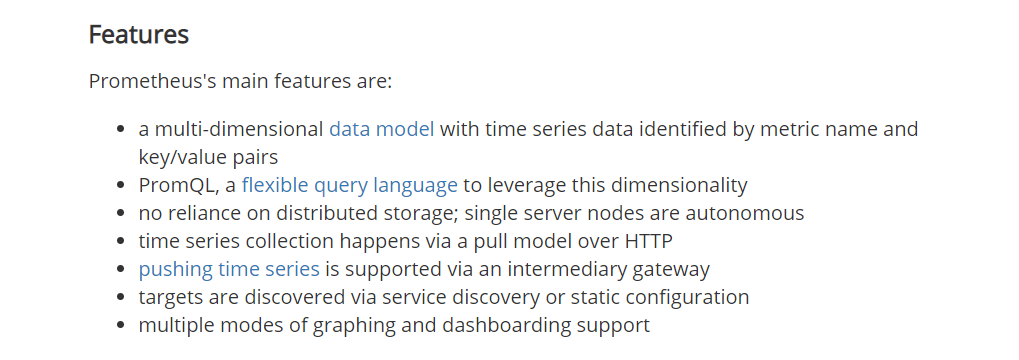 Features
Prometheus's main features are:
a multi-dimensional data model with time series data identified by metric name and
key/value pairs
PromQL, a flexible query language to leverage this dimensionality
no reliance on distributed storage; single server nodes are autonomous
time series collection happens via a pull model over HTTP
pushing time series is supported via an intermediary gateway
targets are discovered via service discovery or static configuration
multiple modes of graphing and dashboarding support